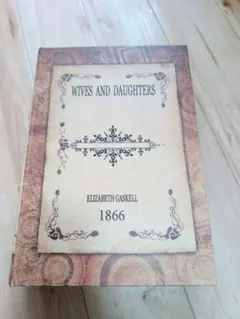 WIVES AND DAUGHTERS
ELIZABETH GASKELL
1866